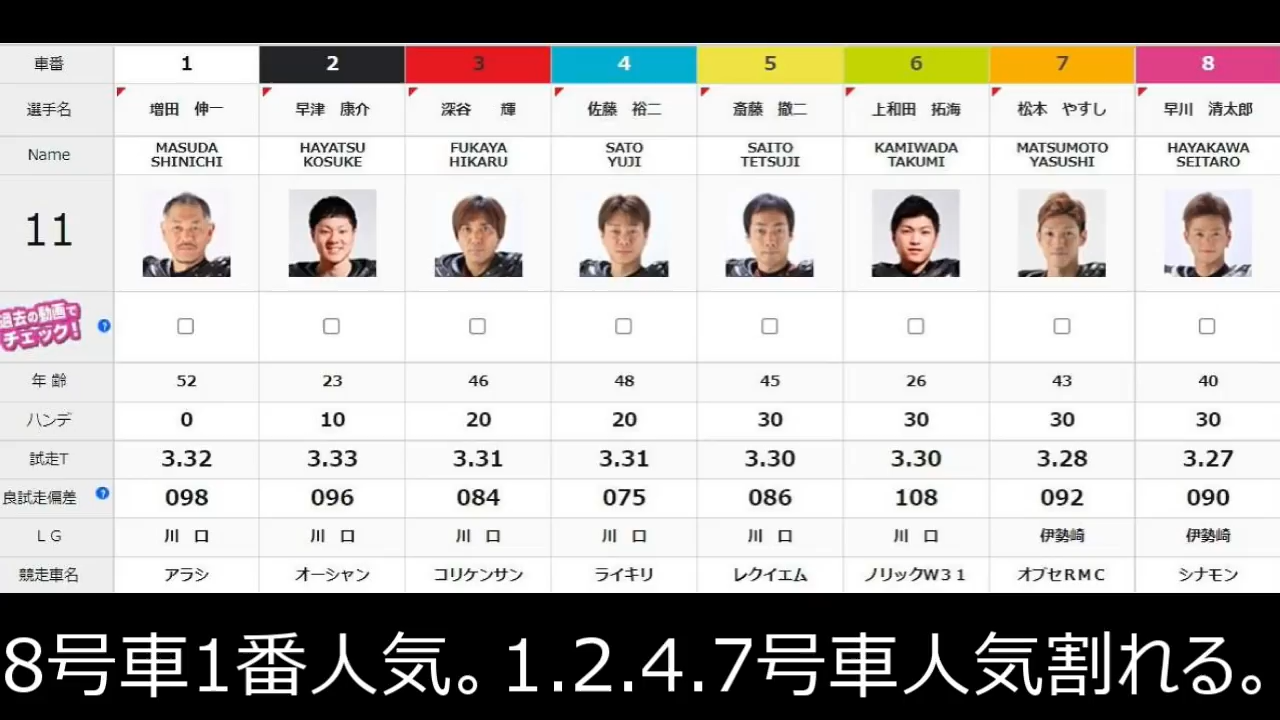 車番 1 2 3 4 5 6 7 8
選手名 増田 伸一 早津 康介 深谷 輝 佐藤 裕二 斎藤 撤二 上和田 拓海 松本 やすし 早川 清太郎
Name MASUDA SHINICHI HAYATSU KOSUKE FUKAYA HIKARU SATO YUJI SAITO TETSUJI KAMIWADA TAKUMI MATSUMOTO YASUSHI HAYAKAWA SEITARO
11
過去の動画で
チェック! ?
年齢 52 23 46 48 45 26 43 40
ハンデ 0 10 20 20 30 30 30 30
試走T 3.32 3.33 3.31 3.31 3.30 3.30 3.28 3.27
良試走偏差 ? 098 096 084 075 086 108 092 090
LG 川口 川口 川口 川口 川口 川口 伊勢崎 伊勢崎
競走車名 アラシ オーシャン コリケンサン ライキリ レクイエム ノリックW31 オブセRMC シナモン
8号車1番人気。1.2.4.7号車人気割れる。